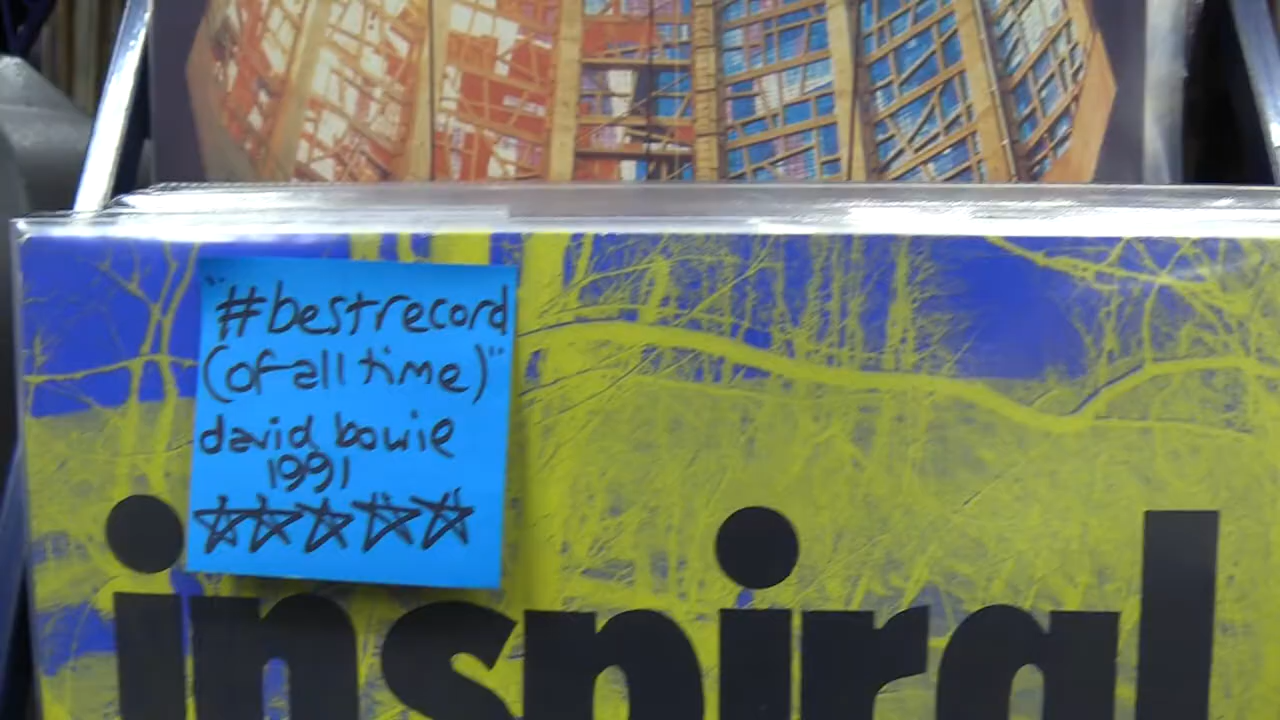 "#bestrecord
(of all time)"
david bowie
1991
inspiral